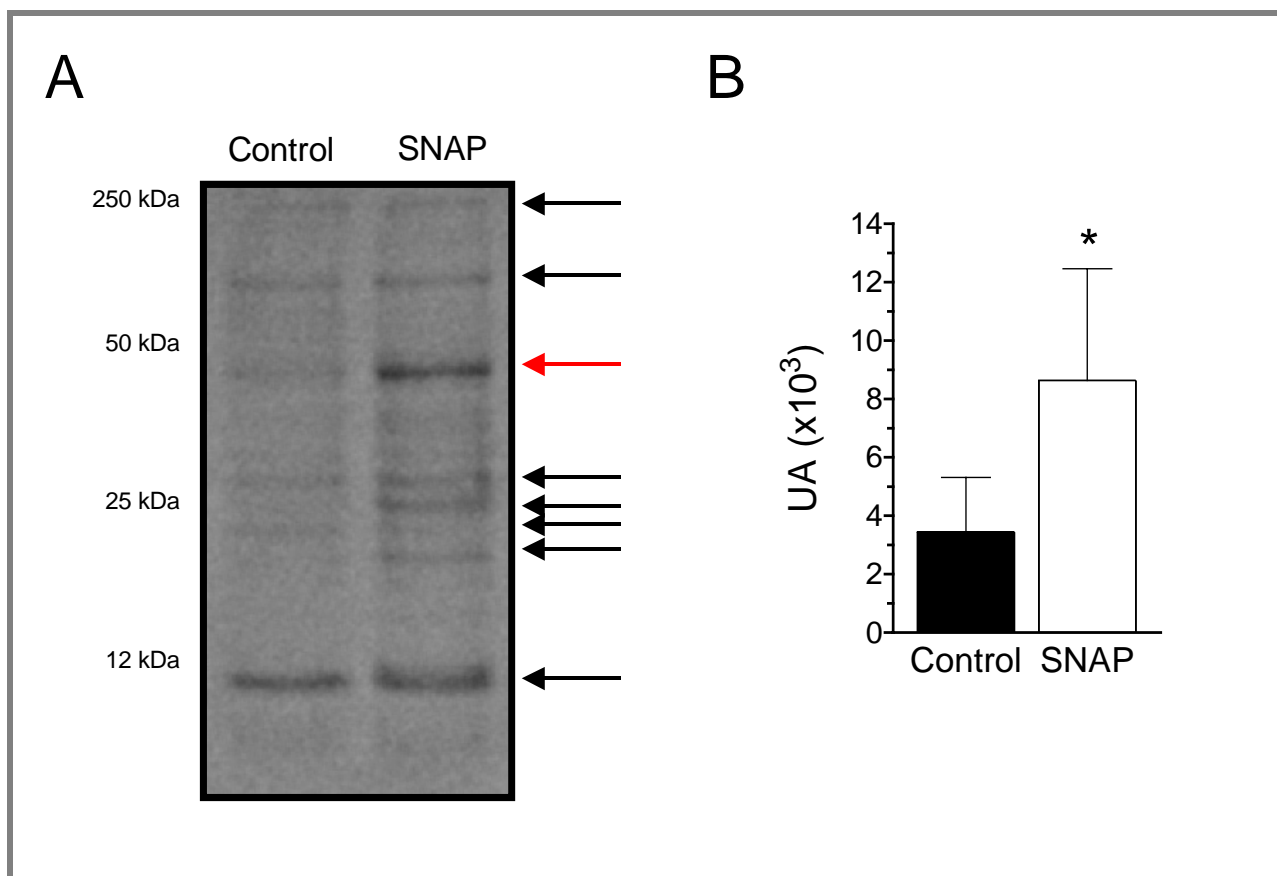 A
B
Control SNAP
250 kDa
50 kDa
25 kDa
12 kDa
UA (x10³)
14
12
10
8
6
4
2
0
*
Control SNAP